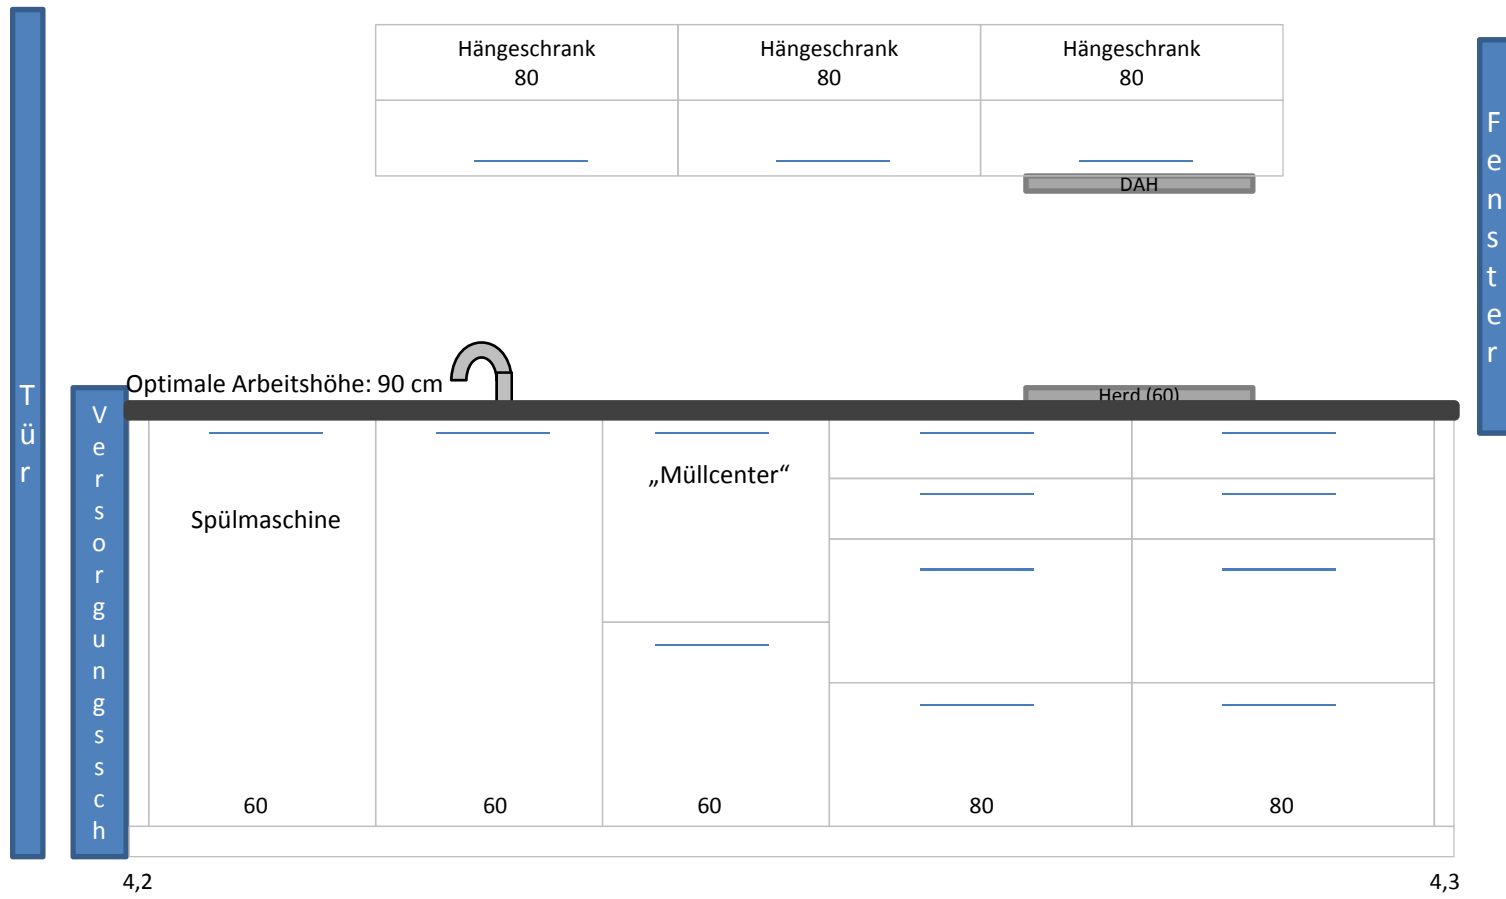 Hängeschrank
80
Hängeschrank
80
Hängeschrank
80
DAH
Fenster
Tür
Versorgungssch
Optimale Arbeitshöhe: 90 cm
Herd (60)
„Müllcenter“
Spülmaschine
60
60
60
80
80
4,2
4,3